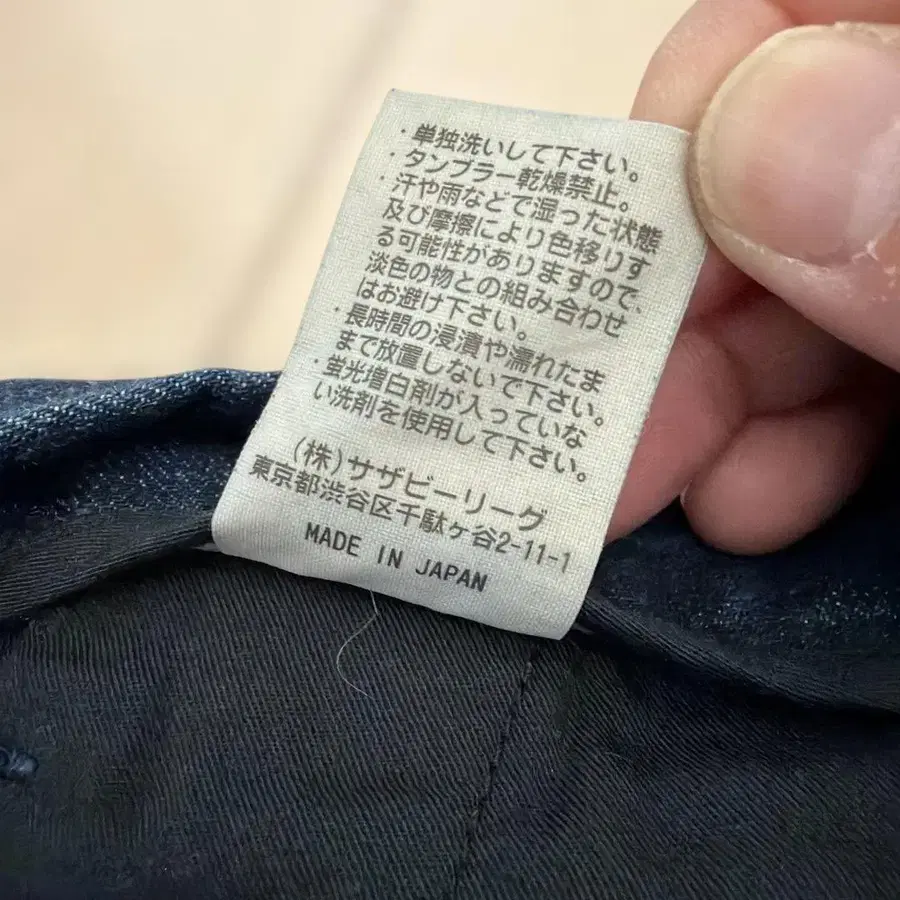 ・単独洗いして下さい。
・タンブラー乾燥禁止。
・汗や雨などで湿った状態
及び摩擦により色移りす
る可能性がありますので、
淡色の物との組み合わせ
はお避け下さい。
・長時間の浸漬や濡れたま
まで放置しないで下さい。
・蛍光増白剤が入っていな
い洗剤を使用して下さい。
(株)サザビーリーグ
東京都渋谷区千駄ヶ谷2-11-1
MADE IN JAPAN